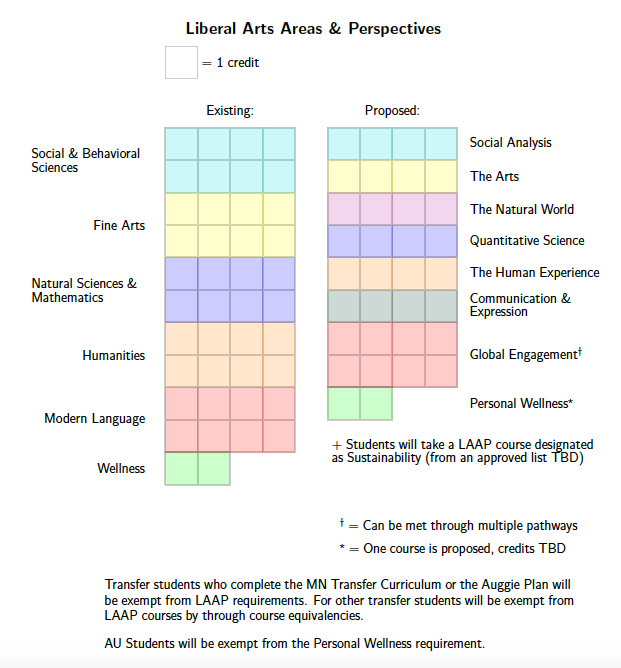 Liberal Arts Areas & Perspectives
= 1 credit
Existing:
Proposed:
Social & Behavioral
Sciences
Fine Arts
Natural Sciences &
Mathematics
Humanities
Modern Language
Wellness
Social Analysis
The Arts
The Natural World
Quantitative Science
The Human Experience
Communication &
Expression
Global Engagement†
Personal Wellness*
+ Students will take a LAAP course designated
as Sustainability (from an approved list TBD)
† = Can be met through multiple pathways
* = One course is proposed, credits TBD
Transfer students who complete the MN Transfer Curriculum or the Auggie Plan will
be exempt from LAAP requirements. For other transfer students will be exempt from
LAAP courses by through course equivalencies.
AU Students will be exempt from the Personal Wellness requirement.